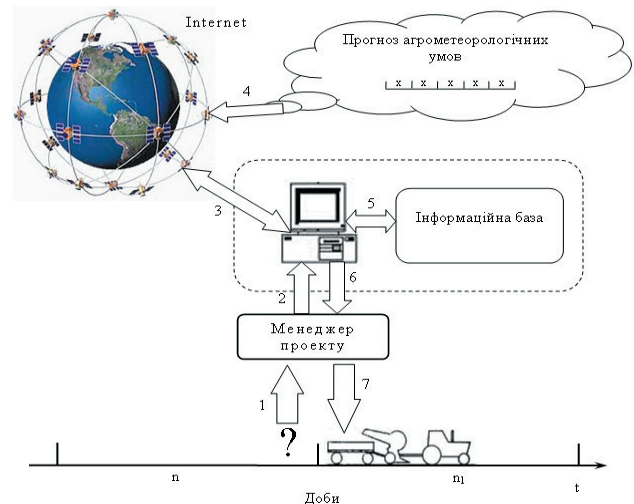 Internet
Прогноз агрометеорологічних
умов
x x x x x
4
3
5
Інформаційна база
2
6
Менеджер
проекту
1
7
?
n
n1
t
Доби